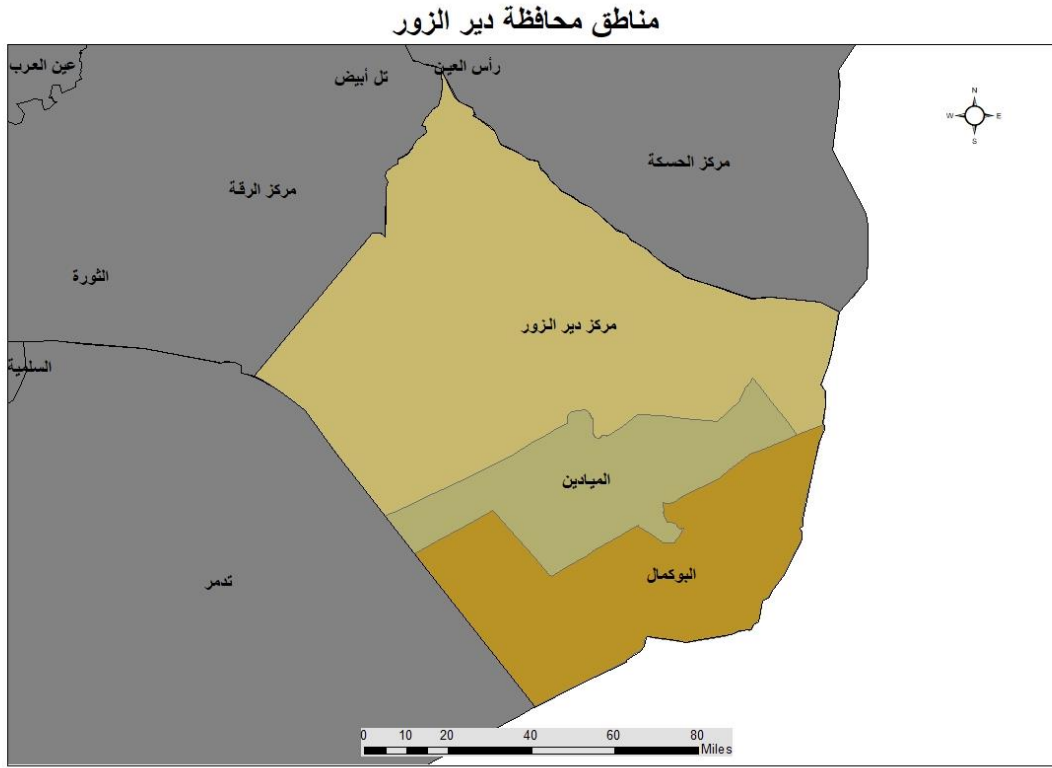 مناطق محافظة دير الزور
عين العرب
تل أبيض
رأس العين
N
W
E
S
مركز الحسكة
مركز الرقة
الثورة
مركز دير الزور
السلمية
الميادين
تدمر
البوكمال
0 10 20 40 60 80
Miles